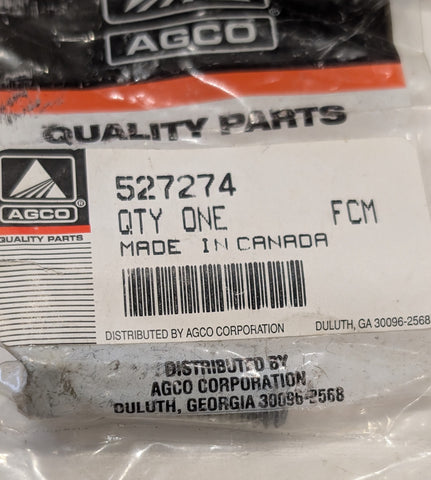 AGCO
QUALITY PARTS
AGCO
QUALITY PARTS
527274
QTY ONE FCM
MADE IN CANADA
DISTRIBUTED BY AGCO CORPORATION DULUTH, GA 30096-2568
DISTRIBUTED BY
AGCO CORPORATION
DULUTH, GEORGIA 30096-2568